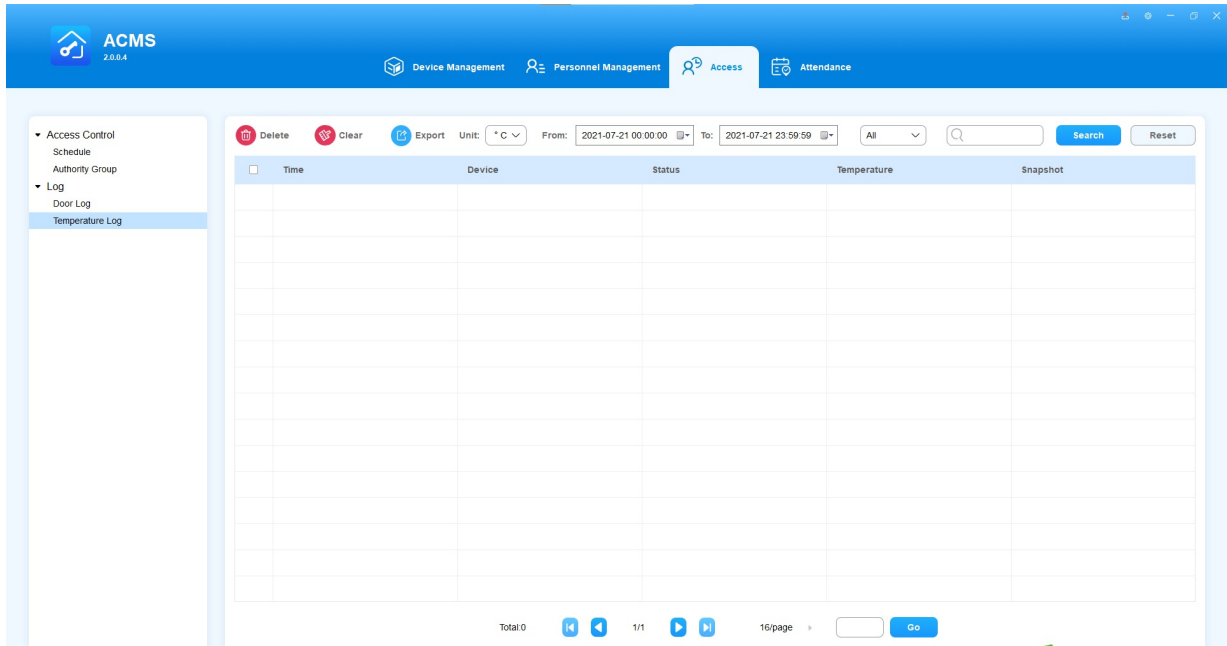 ACMS
2.0.0.4
Device Management Personnel Management Access Attendance
Access Control
Schedule
Authority Group
Log
Door Log
Temperature Log
Delete Clear Export Unit: °C From: 2021-07-21 00:00:00 To: 2021-07-21 23:59:59 All Search Reset
Time Device Status Temperature Snapshot
Total:0 1/1 16/page Go